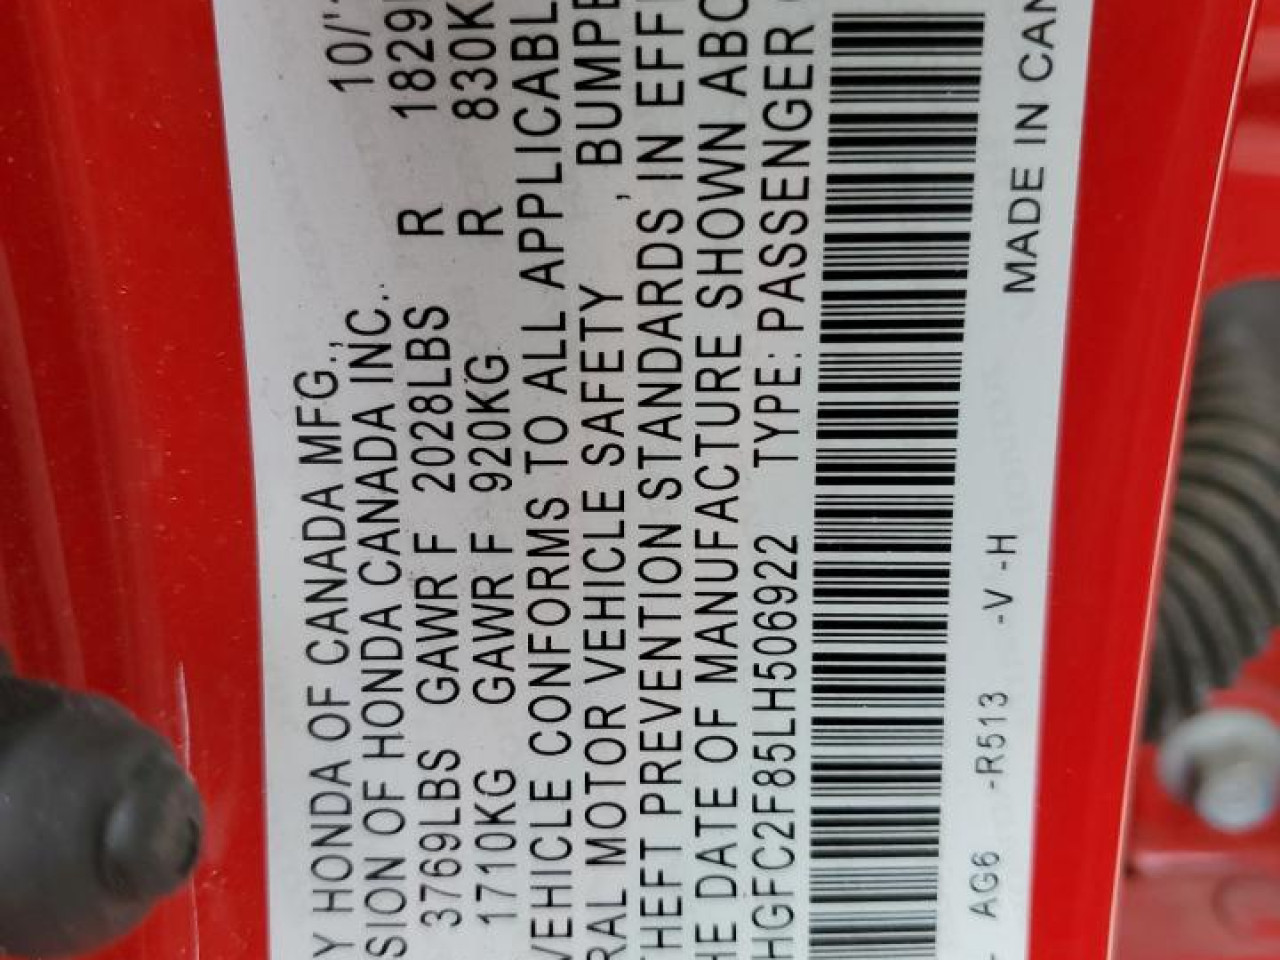 Y HONDA OF CANADA MFG., 10/'
SION OF HONDA CANADA INC.
3769LBS GAWR F 2028LBS R 1829
1710KG GAWR F 920KG R 830K
VEHICLE CONFORMS TO ALL APPLICABL
RAL MOTOR VEHICLE SAFETY , BUMPE
THEFT PREVENTION STANDARDS IN EFF
HE DATE OF MANUFACTURE SHOWN ABO
HGFC2F85LH506922 TYPE: PASSENGER
AG6 -R513 -V -H MADE IN CAN